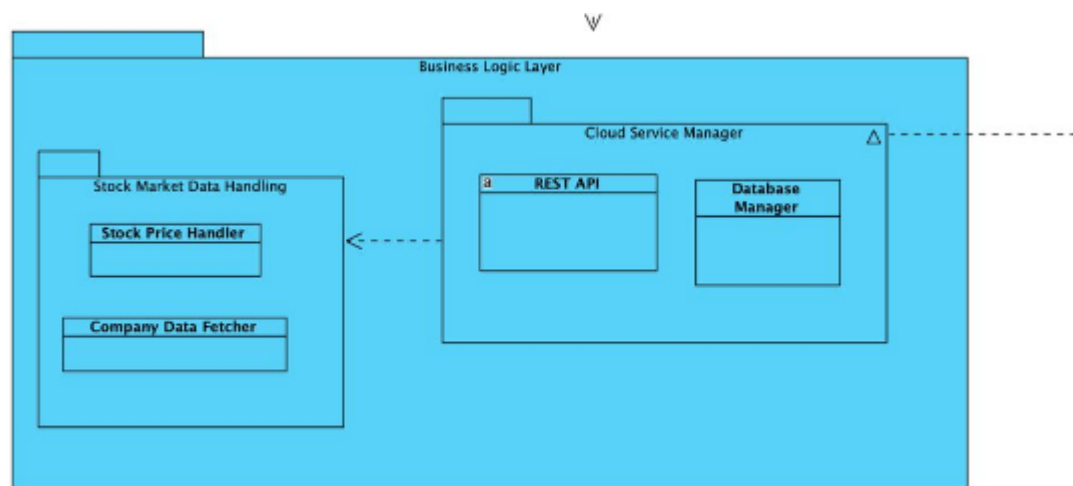 Business Logic Layer
Cloud Service Manager
Stock Market Data Handling
a REST API
Database
Manager
Stock Price Handler
Company Data Fetcher